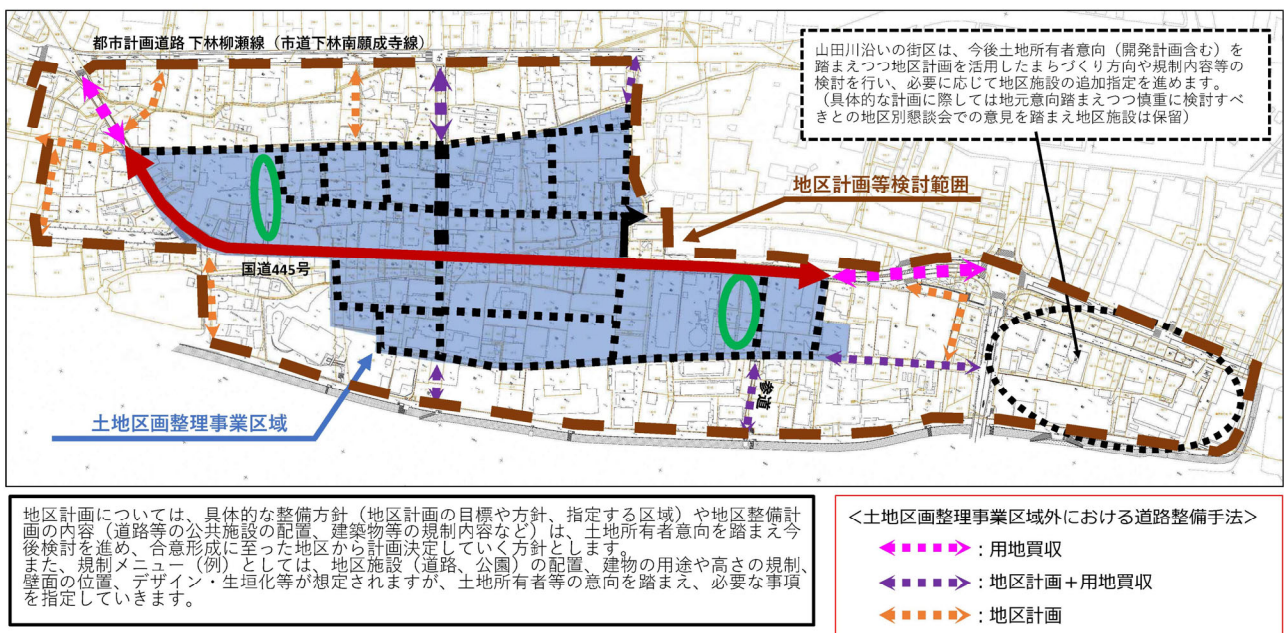 都市計画道路 下林柳瀬線（市道下林南願成寺線）
山田川沿いの街区は、今後土地所有者意向（開発計画含む）を
踏まえつつ地区計画を活用したまちづくり方向や規制内容等の
検討を行い、必要に応じて地区施設の追加指定を進めます。
（具体的な計画に際しては地元意向踏まえつつ慎重に検討すべ
きとの地区別懇談会での意見を踏まえ地区施設は保留）
地区計画等検討範囲
国道445号
参道
土地区画整理事業区域
地区計画については、具体的な整備方針（地区計画の目標や方針、指定する区域）や地区整備計
画の内容（道路等の公共施設の配置、建築物等の規制内容など）は、土地所有者意向を踏まえ今
後検討を進め、合意形成に至った地区から計画決定していく方針とします。
また、規制メニュー（例）としては、地区施設（道路、公園）の配置、建物の用途や高さの規制、
壁面の位置、デザイン・生垣化等が想定されますが、土地所有者等の意向を踏まえ、必要な事項
を指定していきます。
＜土地区画整理事業区域外における道路整備手法＞
：用地買収
：地区計画＋用地買収
：地区計画